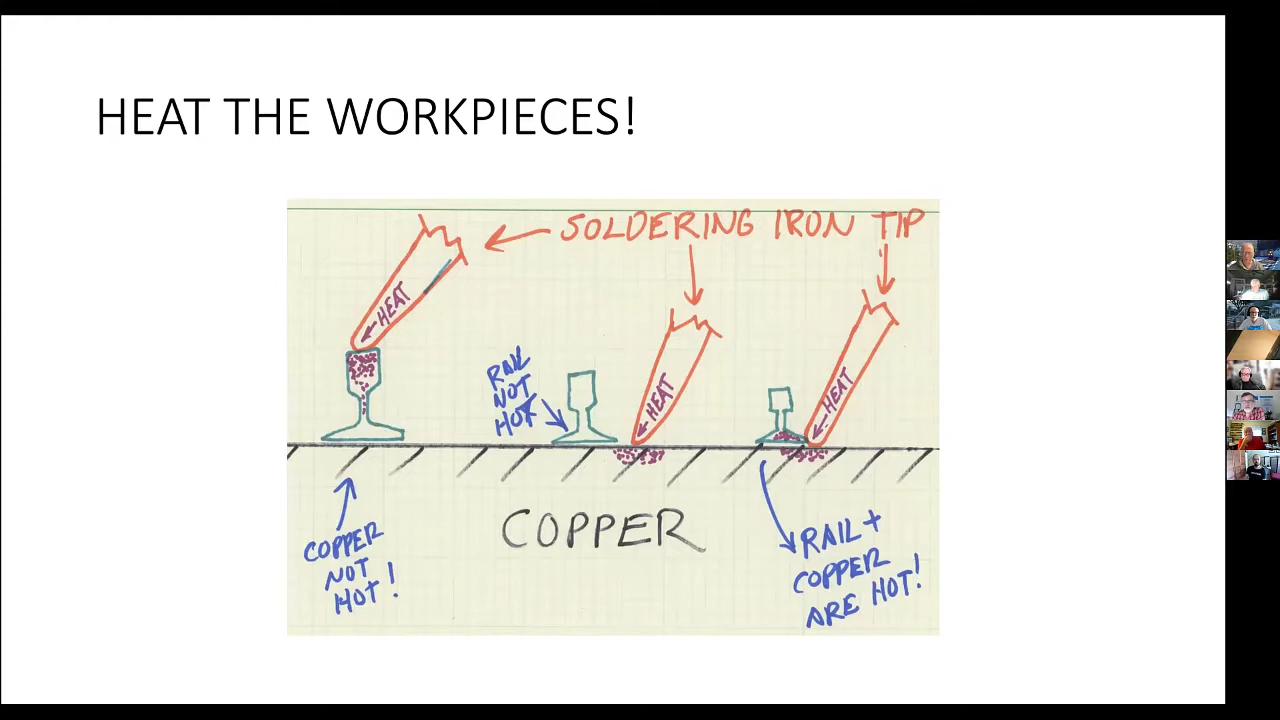 HEAT THE WORKPIECES!
SOLDERING IRON TIP
HEAT
RAIL
NOT
HOT
HEAT
HEAT
COPPER
NOT
HOT!
COPPER
RAIL +
COPPER
ARE HOT!